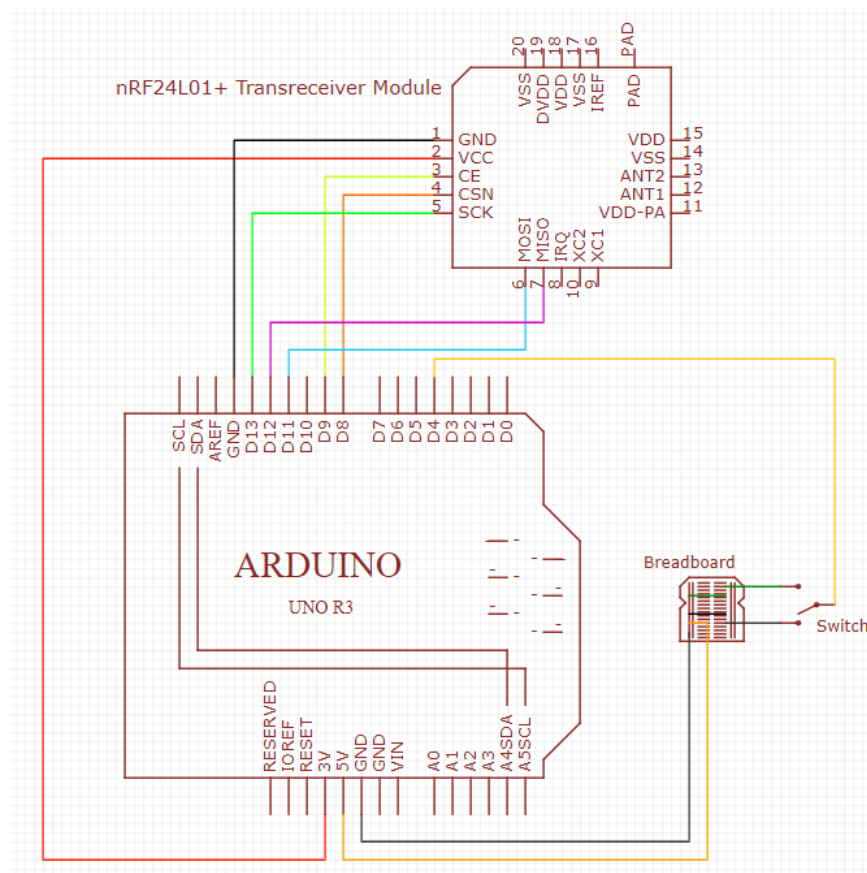 nRF24L01+ Transreceiver Module
20 19 18 17 16 PAD
VSS DVDD VDD VSS IREF PAD
1 GND
2 VCC
3 CE
4 CSN
5 SCK
VDD 15
VSS 14
ANT2 13
ANT1 12
VDD-PA 11
MOSI MISO IRQ XC2 XC1
6 7 8 10 9
SCL SDA AREF GND D13 D12 D11 D10 D9 D8 D7 D6 D5 D4 D3 D2 D1 D0
ARDUINO
UNO R3
Breadboard
Switch
RESERVED IOREF RESET 3V 5V GND GND VIN A0 A1 A2 A3 A4SDA A5SCL